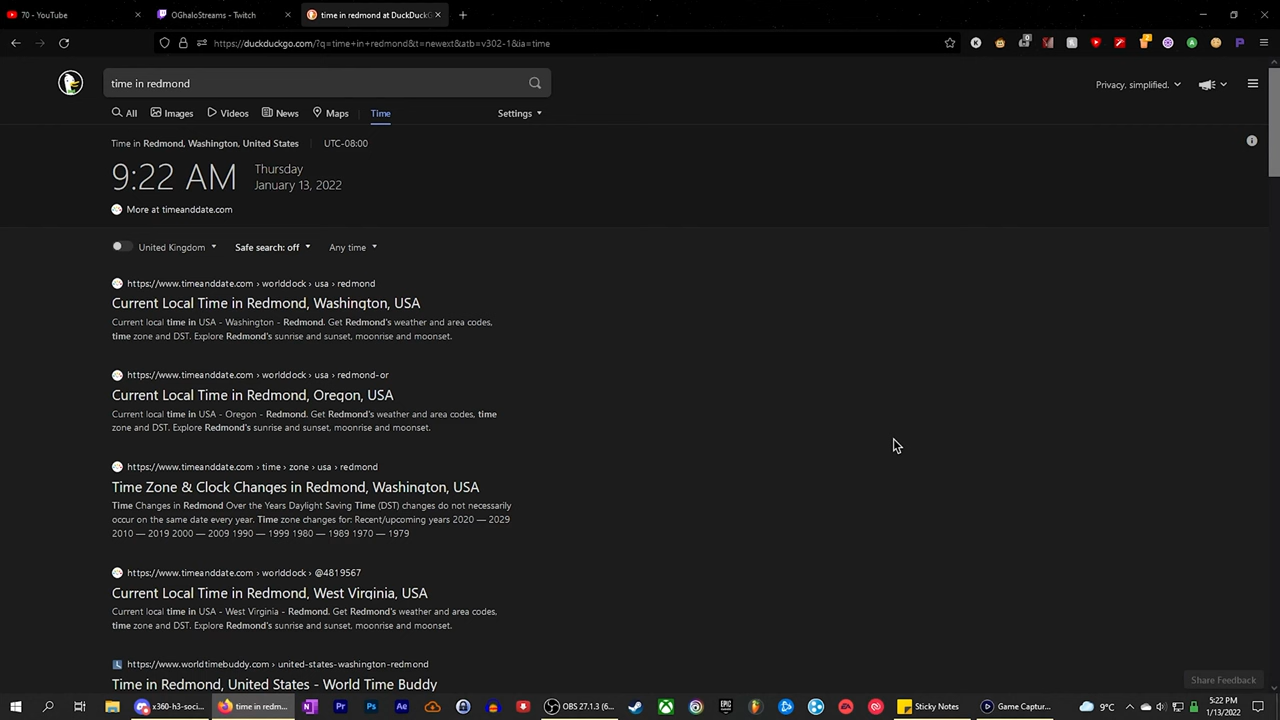 70 - YouTube
OGhaloStreams - Twitch
time in redmond at DuckDuckG
https://duckduckgo.com/?q=time+in+redmond&t=newext&atb=v302-1&ia=time
time in redmond
Privacy. simplified.
All Images Videos News Maps Time Settings
Time in Redmond, Washington, United States UTC-08:00
9:22 AM
Thursday
January 13, 2022
More at timeanddate.com
United Kingdom Safe search: off Any time
https://www.timeanddate.com › worldclock › usa › redmond
Current Local Time in Redmond, Washington, USA
Current local time in USA - Washington - Redmond. Get Redmond's weather and area codes,
time zone and DST. Explore Redmond's sunrise and sunset, moonrise and moonset.
https://www.timeanddate.com › worldclock › usa › redmond-or
Current Local Time in Redmond, Oregon, USA
Current local time in USA - Oregon - Redmond. Get Redmond's weather and area codes, time
zone and DST. Explore Redmond's sunrise and sunset, moonrise and moonset.
https://www.timeanddate.com › time › zone › usa › redmond
Time Zone & Clock Changes in Redmond, Washington, USA
Time Changes in Redmond Over the Years Daylight Saving Time (DST) changes do not necessarily
occur on the same date every year. Time zone changes for: Recent/upcoming years 2020 — 2029
2010 — 2019 2000 — 2009 1990 — 1999 1980 — 1989 1970 — 1979
https://www.timeanddate.com › worldclock › @4819567
Current Local Time in Redmond, West Virginia, USA
Current local time in USA - West Virginia - Redmond. Get Redmond's weather and area codes,
time zone and DST. Explore Redmond's sunrise and sunset, moonrise and moonset.
https://www.worldtimebuddy.com › united-states-washington-redmond
Time in Redmond, United States - World Time Buddy
Share Feedback
x360-h3-soci...
time in redm...
OBS 27.1.3 (6...
Sticky Notes
Game Captur...
9°C
5:22 PM
1/13/2022